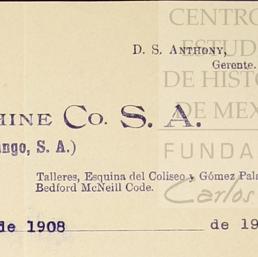 CENTRO
ESTUD
DE HISTO
DE MEX
FUNDA
Carlos
D. S. ANTHONY,
Gerente.
HINE Co. S. A.
ngo, S. A.)
Talleres, Esquina del Coliseo y Gómez Pal
Bedford McNeill Code.
de 1908 de 19